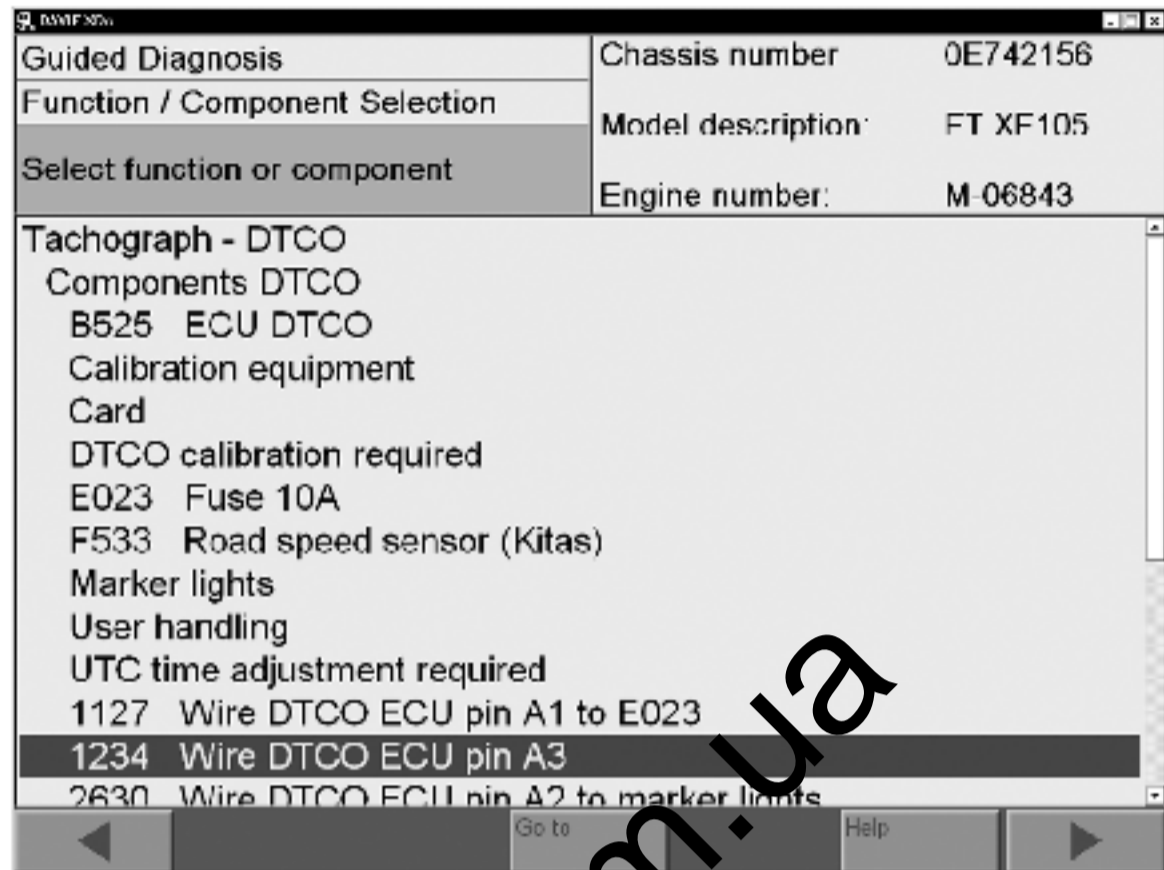 DAVIE XDc
Guided Diagnosis
Function / Component Selection
Select function or component
Chassis number 0E742156
Model description: FT XF105
Engine number: M-06843
Tachograph - DTCO
Components DTCO
B525 ECU DTCO
Calibration equipment
Card
DTCO calibration required
E023 Fuse 10A
F533 Road speed sensor (Kitas)
Marker lights
User handling
UTC time adjustment required
1127 Wire DTCO ECU pin A1 to E023
1234 Wire DTCO ECU pin A3
2630 Wire DTCO ECU pin A2 to marker lights
Go to
Help
m.ua